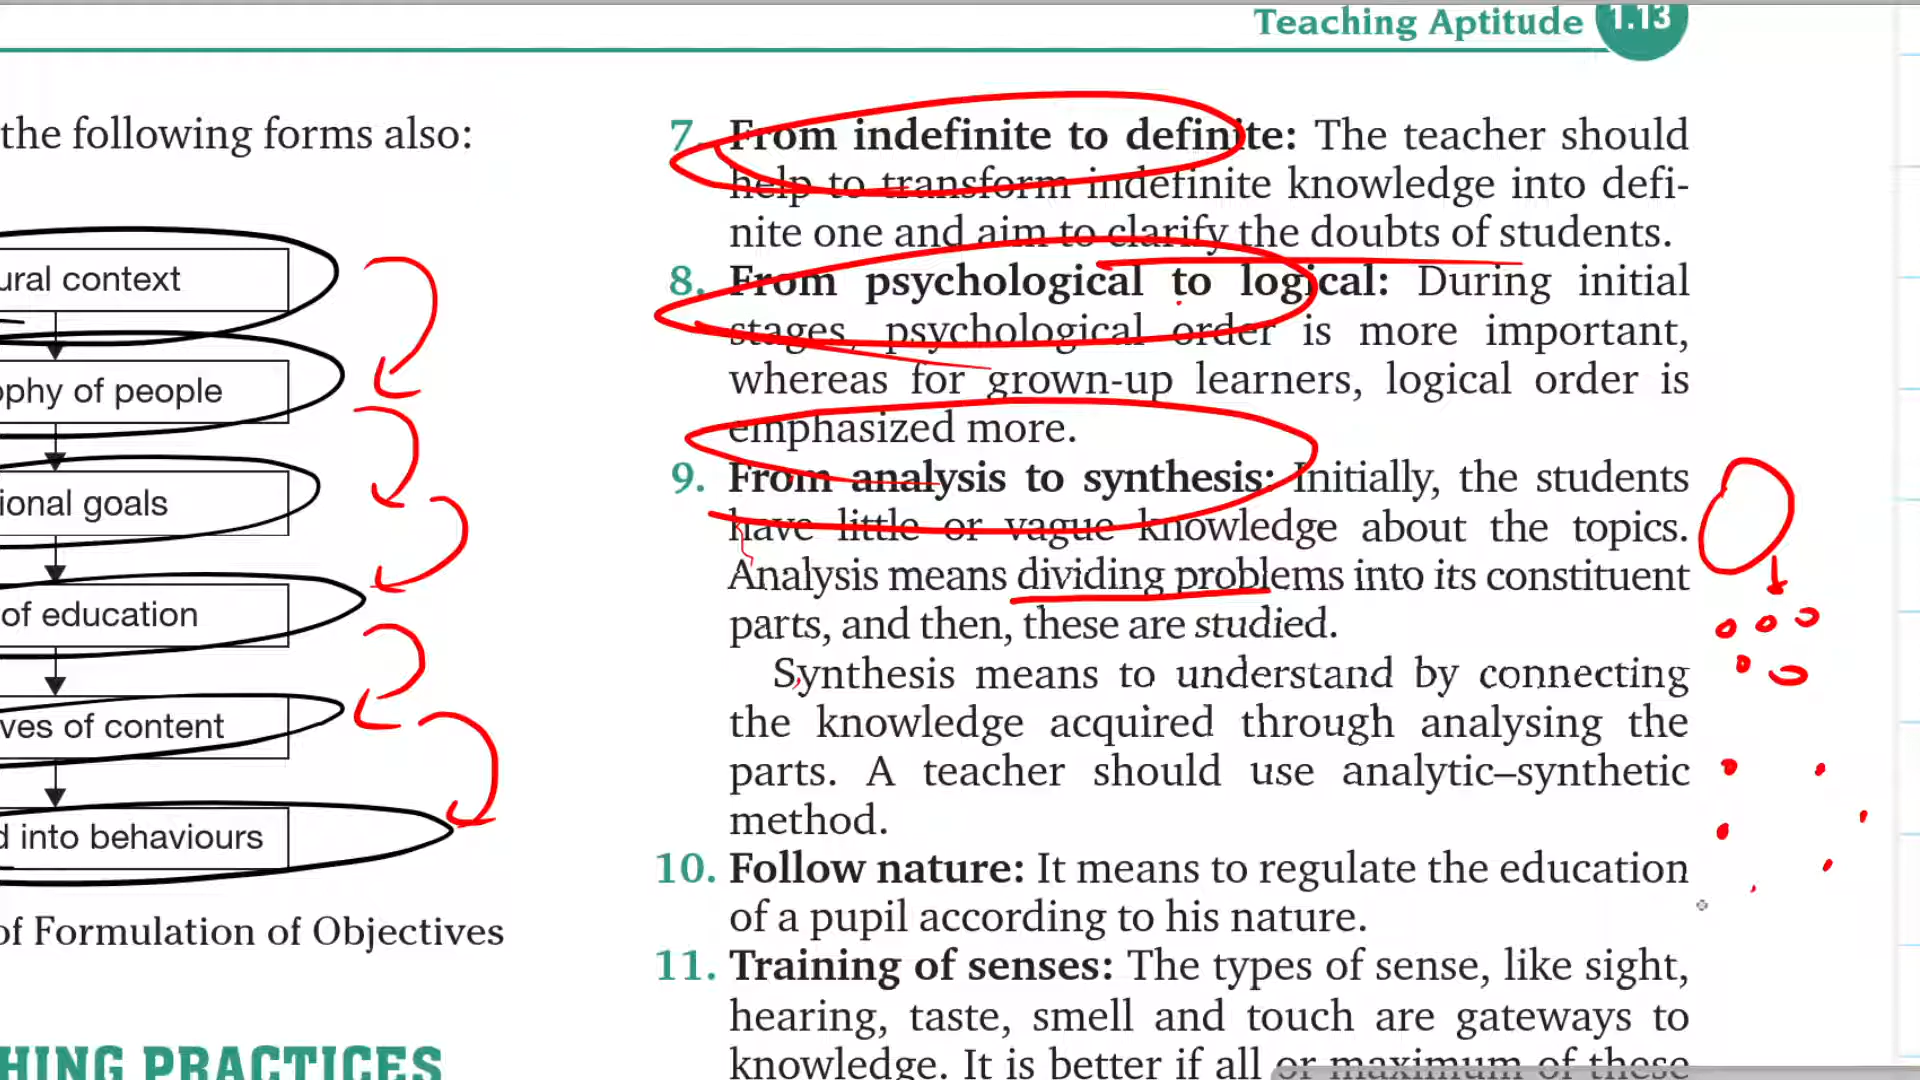 Teaching Aptitude 1.13
the following forms also:
ural context
ophy of people
ional goals
of education
ves of content
d into behaviours
of Formulation of Objectives
HING PRACTICES
7. From indefinite to definite: The teacher should
help to transform indefinite knowledge into defi-
nite one and aim to clarify the doubts of students.
8. From psychological to logical: During initial
stages, psychological order is more important,
whereas for grown-up learners, logical order is
emphasized more.
9. From analysis to synthesis: Initially, the students
have little or vague knowledge about the topics.
Analysis means dividing problems into its constituent
parts, and then, these are studied.
Synthesis means to understand by connecting
the knowledge acquired through analysing the
parts. A teacher should use analytic–synthetic
method.
10. Follow nature: It means to regulate the education
of a pupil according to his nature.
11. Training of senses: The types of sense, like sight,
hearing, taste, smell and touch are gateways to
knowledge. It is better if all or maximum of these